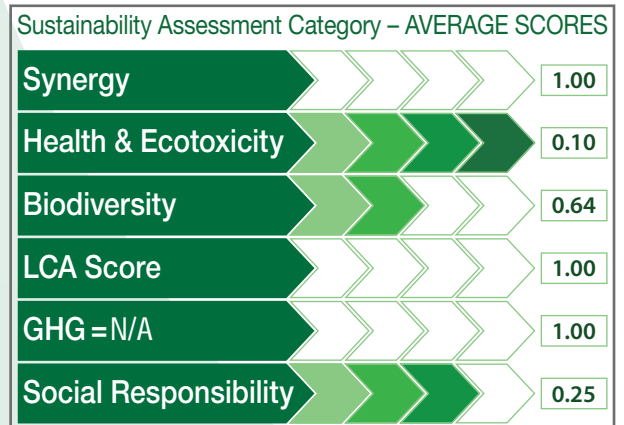 Sustainability Assessment Category – AVERAGE SCORES
Synergy 1.00
Health & Ecotoxicity 0.10
Biodiversity 0.64
LCA Score 1.00
GHG = N/A 1.00
Social Responsibility 0.25